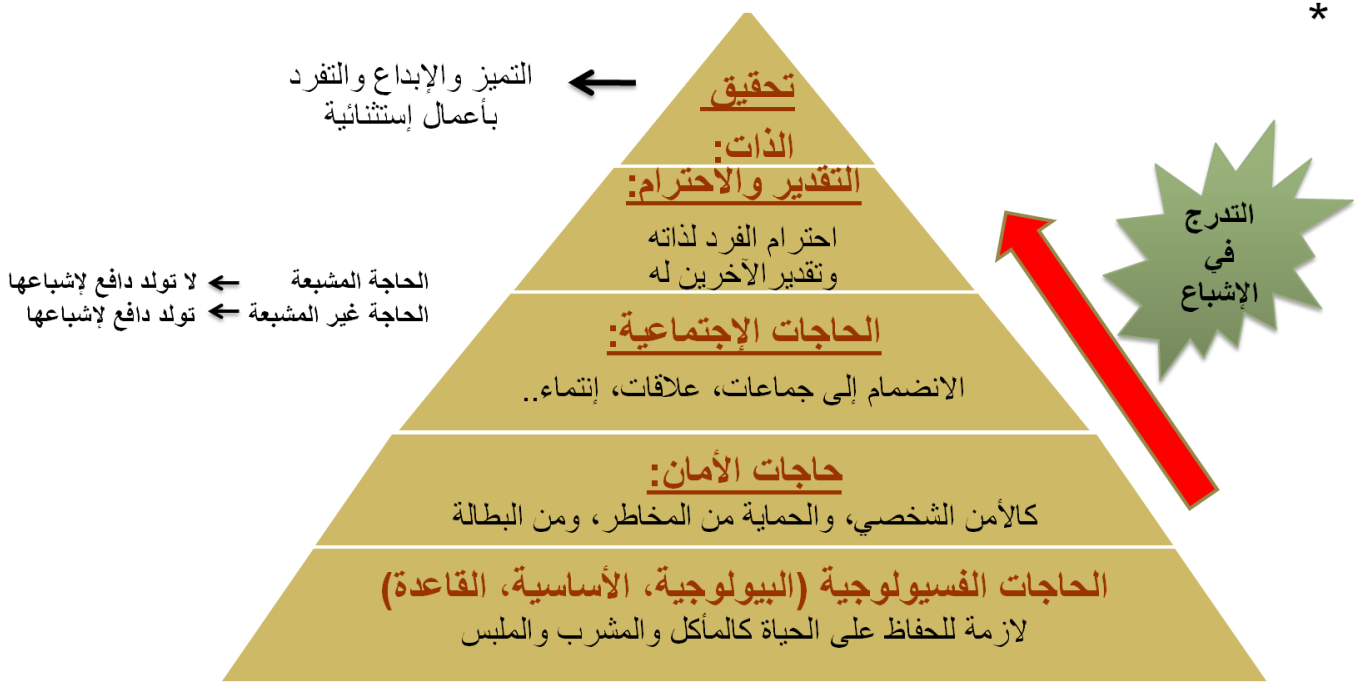 *
تحقيق
الذات:
التميز والإبداع والتفرد
بأعمال إستثنائية
التقدير والاحترام:
احترام الفرد لذاته
وتقديرالآخرين له
التدرج
في
الإشباع
الحاجة المشبعة ← لا تولد دافع لإشباعها
الحاجة غير المشبعة ← تولد دافع لإشباعها
الحاجات الإجتماعية:
الانضمام إلى جماعات، علاقات، إنتماء..
حاجات الأمان:
كالأمن الشخصي، والحماية من المخاطر، ومن البطالة
الحاجات الفسيولوجية (البيولوجية، الأساسية، القاعدة)
لازمة للحفاظ على الحياة كالمأكل والمشرب والملبس